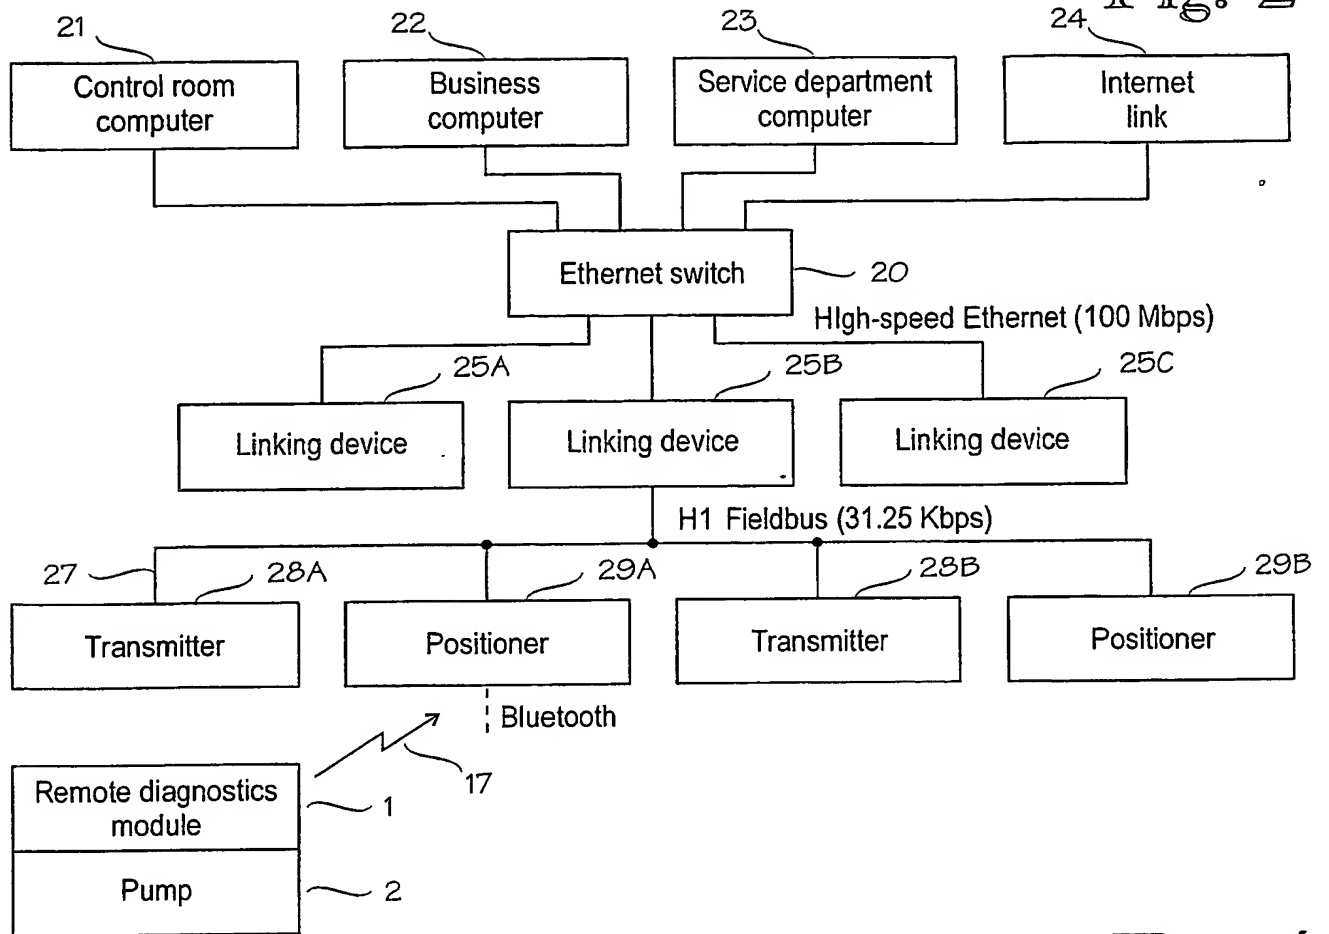 Fig. 2
21
22
23
24
Control room
computer
Business
computer
Service department
computer
Internet
link
Ethernet switch
20
HIgh-speed Ethernet (100 Mbps)
25A
25B
25C
Linking device
Linking device
Linking device
H1 Fieldbus (31.25 Kbps)
27
28A
29A
28B
29B
Transmitter
Positioner
Transmitter
Positioner
Bluetooth
17
Remote diagnostics
module
1
Pump
2